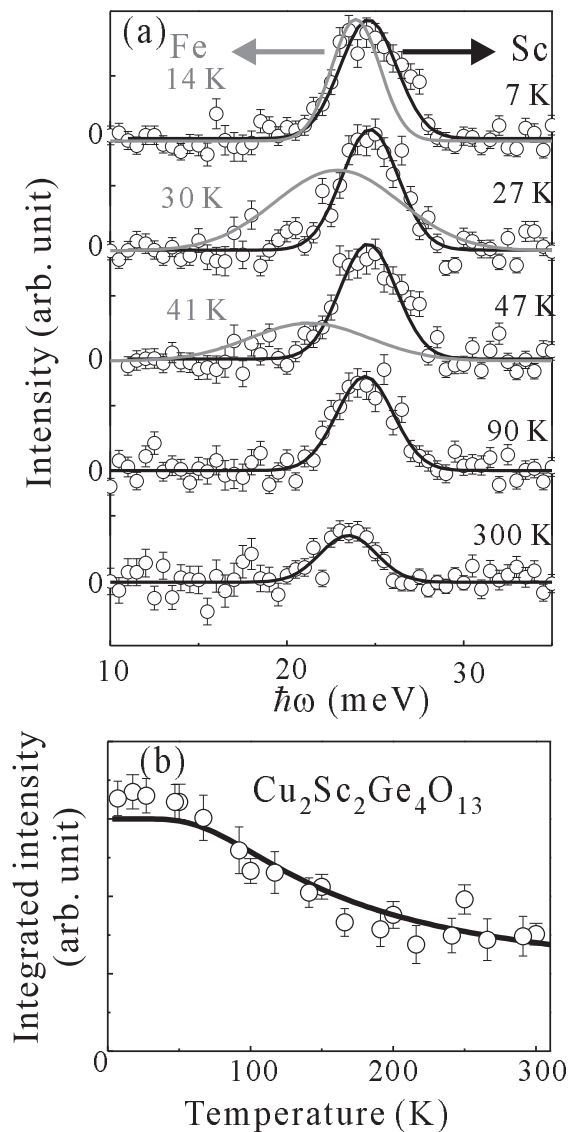 (a)
Fe Sc
14 K 7 K
0
30 K 27 K
0
41 K 47 K
0
90 K
0
300 K
0
Intensity (arb. unit)
10 20 30
ħω (meV)
(b)
Cu₂Sc₂Ge₄O₁₃
Integrated intensity
(arb. unit)
0 100 200 300
Temperature (K)